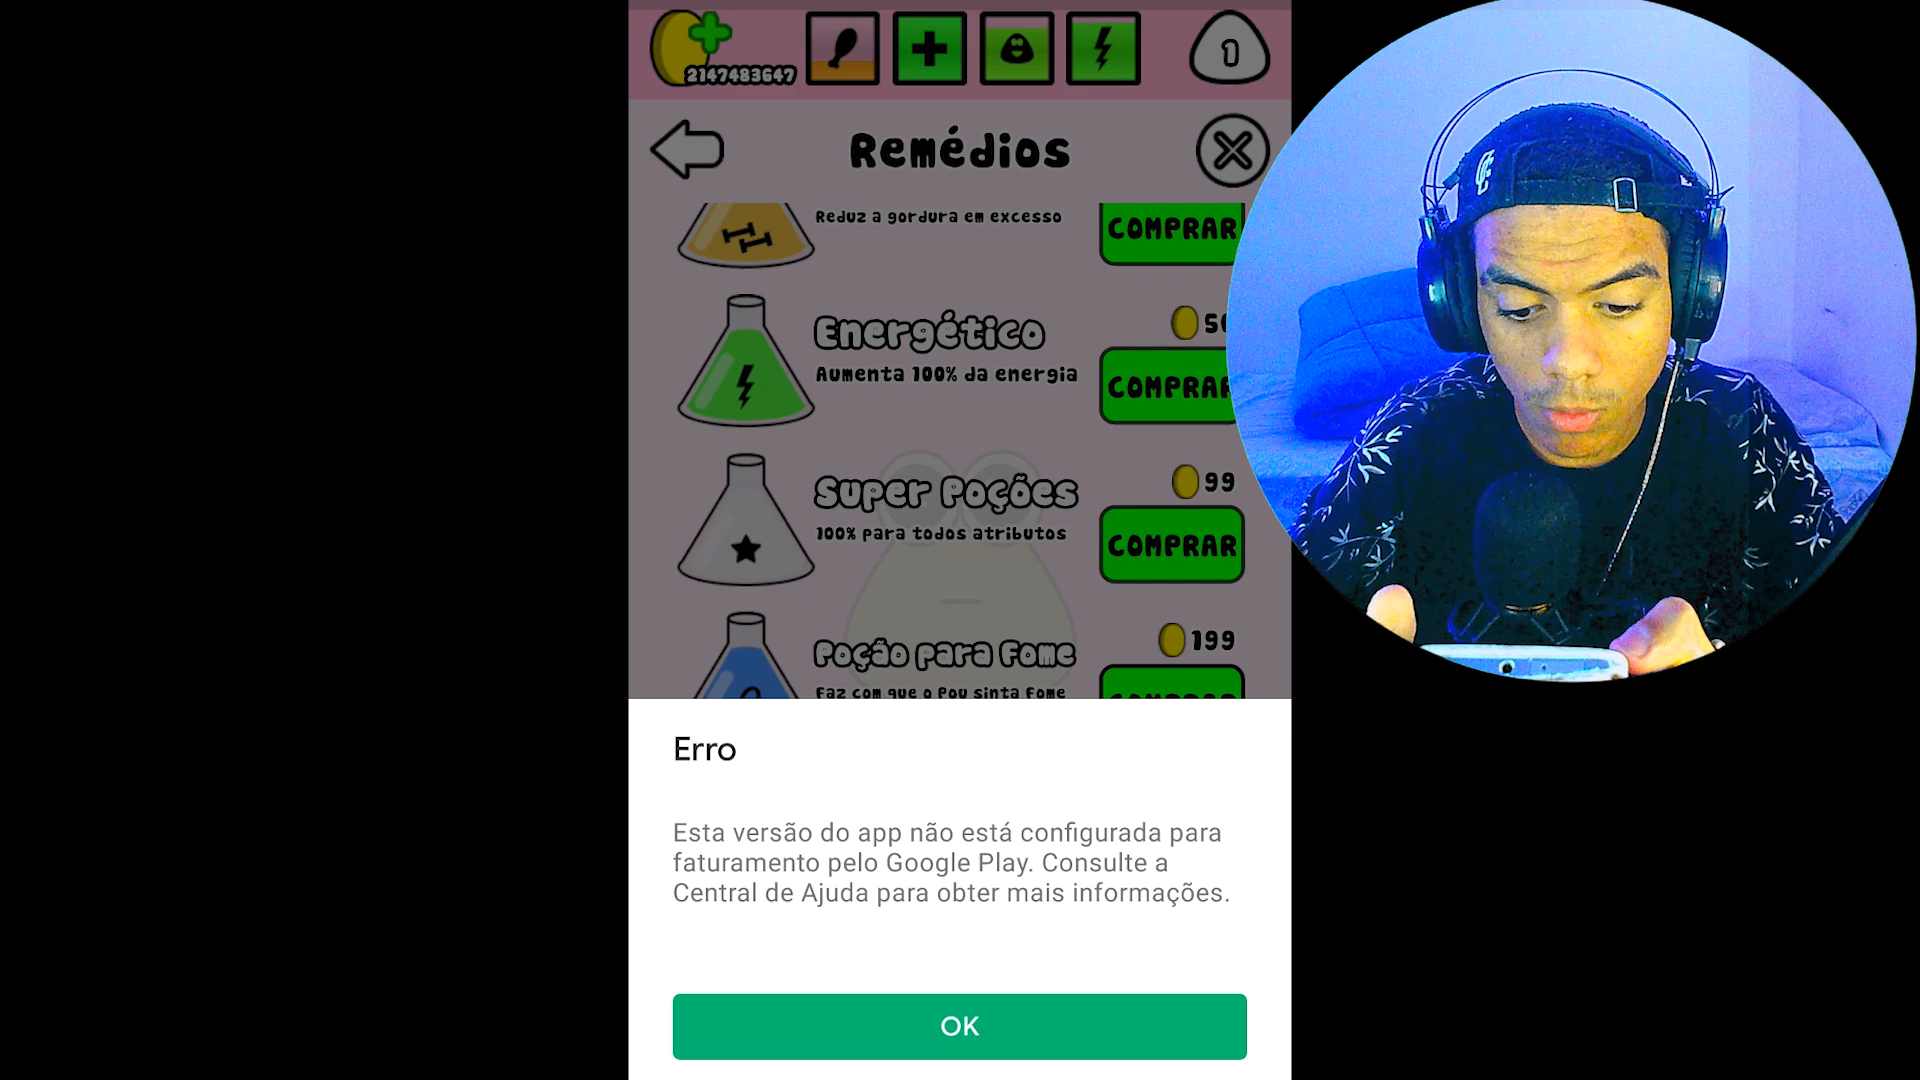 2147483647
1
Remédios
Reduz a gordura em excesso
COMPRAR
Energético
Aumenta 100% da energia
COMPRAR
Super Poções
99
100% para todos atributos
COMPRAR
Poção para Fome
199
Faz com que o Pou sinta Fome
Erro
Esta versão do app não está configurada para
faturamento pelo Google Play. Consulte a
Central de Ajuda para obter mais informações.
OK